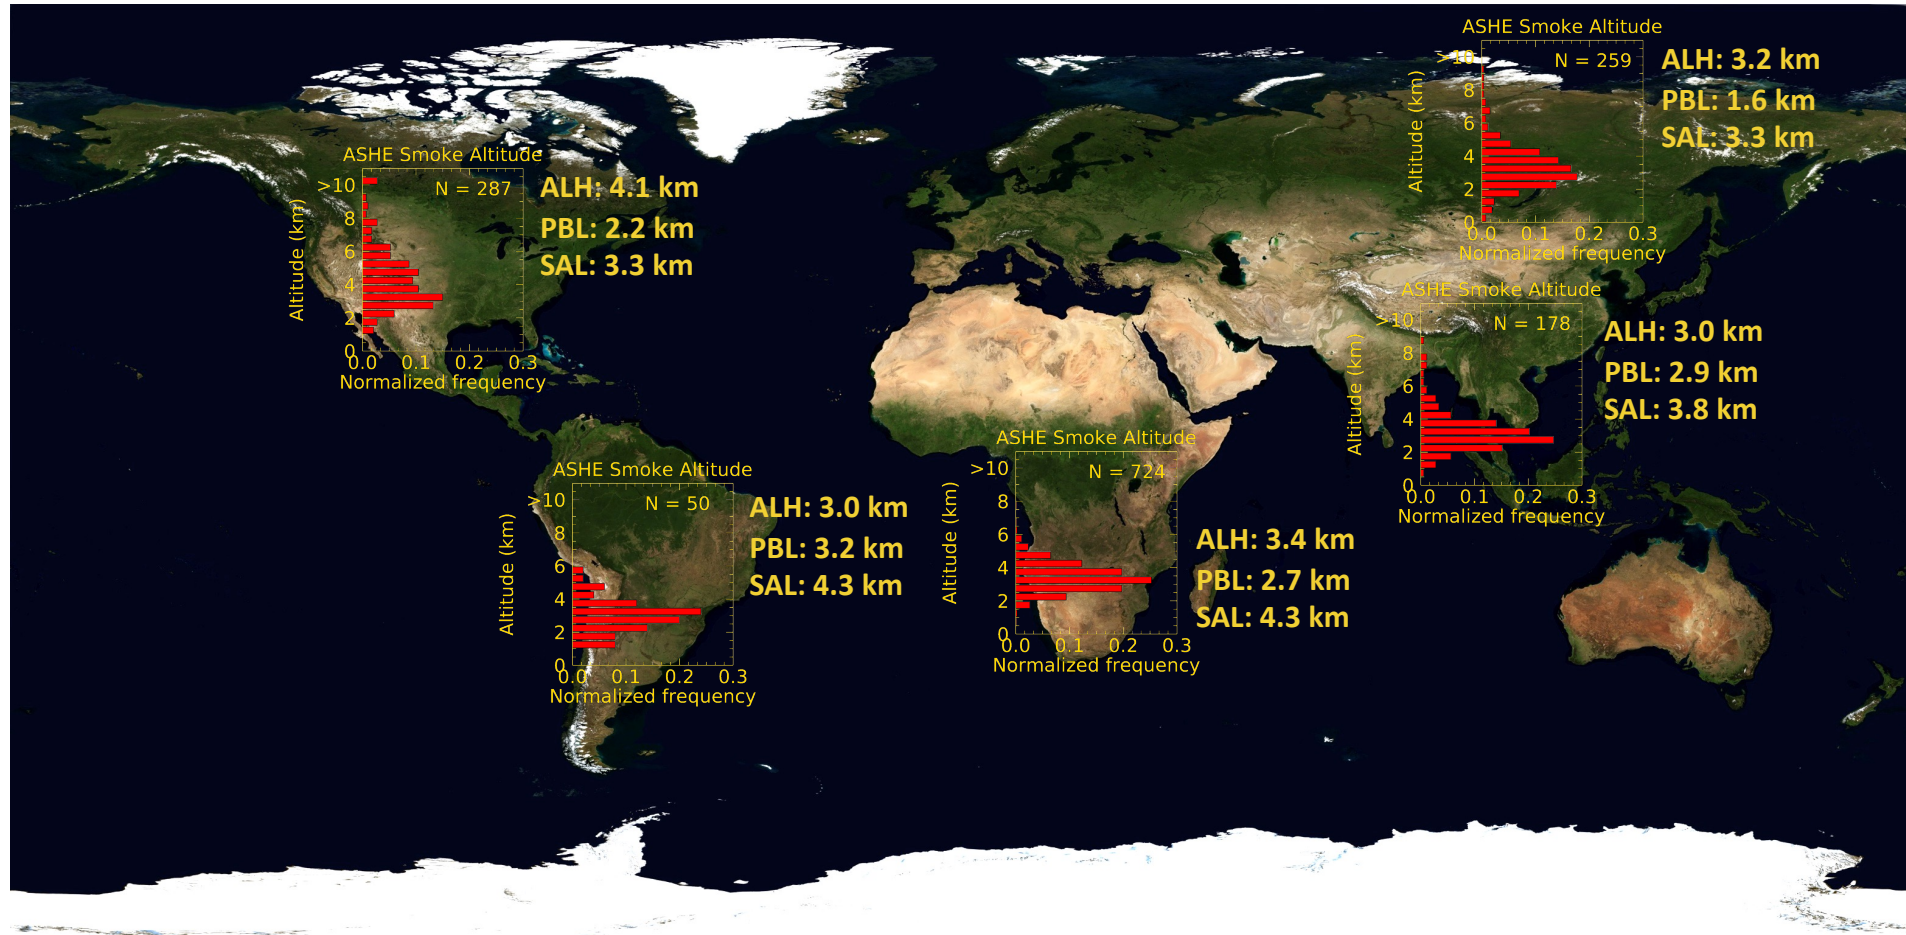 ASHE Smoke Altitude
N = 259
ALH: 3.2 km
PBL: 1.6 km
SAL: 3.3 km
Altitude (km)
>10
8
6
4
2
0
0.0 0.1 0.2 0.3
Normalized frequency
ASHE Smoke Altitude
N = 287
ALH: 4.1 km
PBL: 2.2 km
SAL: 3.3 km
Altitude (km)
>10
8
6
4
2
0
0.0 0.1 0.2 0.3
Normalized frequency
ASHE Smoke Altitude
N = 178
ALH: 3.0 km
PBL: 2.9 km
SAL: 3.8 km
Altitude (km)
>10
8
6
4
2
0
0.0 0.1 0.2 0.3
Normalized frequency
ASHE Smoke Altitude
N = 724
ALH: 3.4 km
PBL: 2.7 km
SAL: 4.3 km
Altitude (km)
>10
8
6
4
2
0
0.0 0.1 0.2 0.3
Normalized frequency
ASHE Smoke Altitude
N = 50
ALH: 3.0 km
PBL: 3.2 km
SAL: 4.3 km
Altitude (km)
>10
8
6
4
2
0
0.0 0.1 0.2 0.3
Normalized frequency